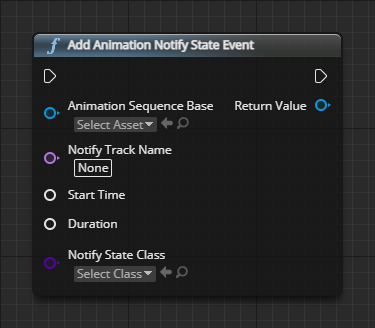 f Add Animation Notify State Event
Animation Sequence Base Return Value
Select Asset
Notify Track Name
None
Start Time
Duration
Notify State Class
Select Class